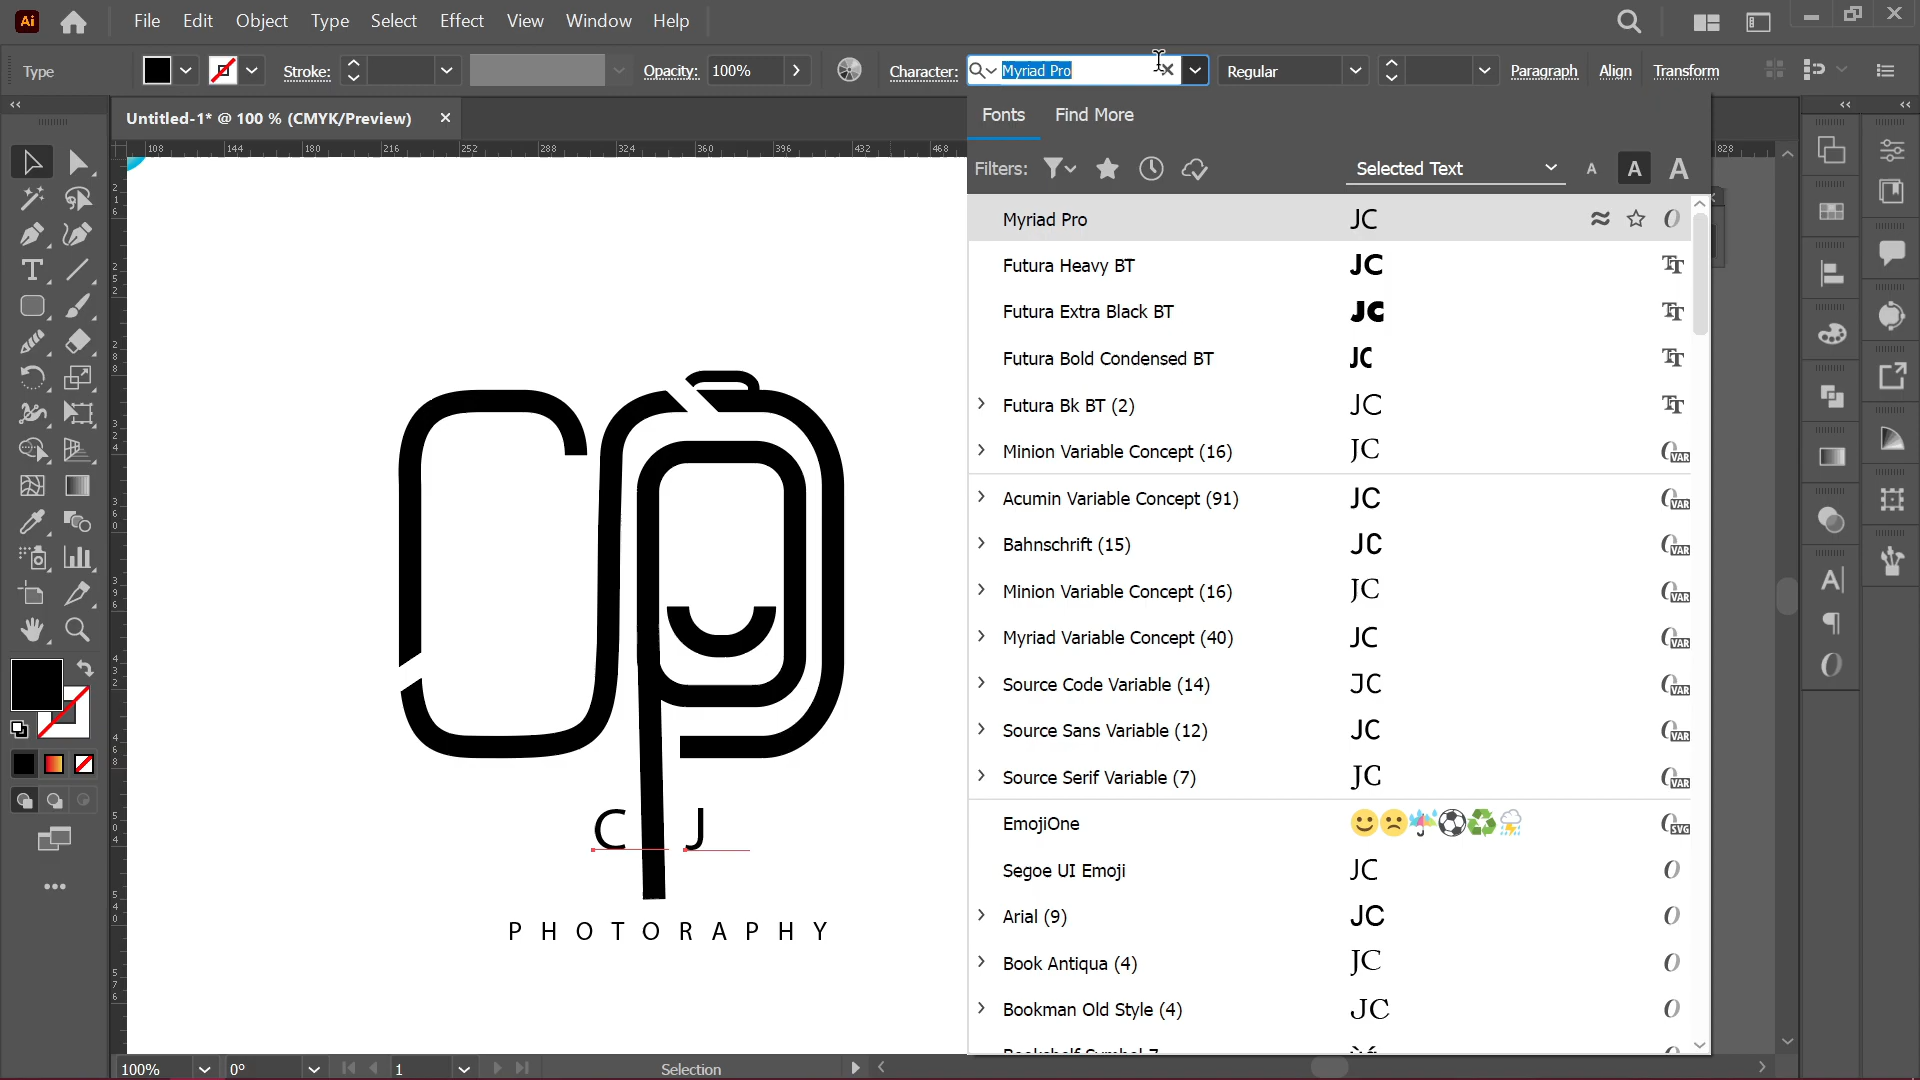 Ai File Edit Object Type Select Effect View Window Help
Type Stroke: Opacity: 100% Character: Myriad Pro Regular Paragraph Align Transform
Untitled-1* @ 100 % (CMYK/Preview)
Fonts Find More
108 144 180 216 252 288 324 360 396 432 468 828
Filters: Selected Text A A A
Myriad Pro JC
Futura Heavy BT JC
Futura Extra Black BT JC
Futura Bold Condensed BT JC
Futura Bk BT (2) JC
Minion Variable Concept (16) JC
Acumin Variable Concept (91) JC
Bahnschrift (15) JC
Minion Variable Concept (16) JC
Myriad Variable Concept (40) JC
Source Code Variable (14) JC
Source Sans Variable (12) JC
Source Serif Variable (7) JC
EmojiOne
Segoe UI Emoji JC
Arial (9) JC
Book Antiqua (4) JC
Bookman Old Style (4) JC
C J
PHOTORAPHY
100% 0° 1 Selection